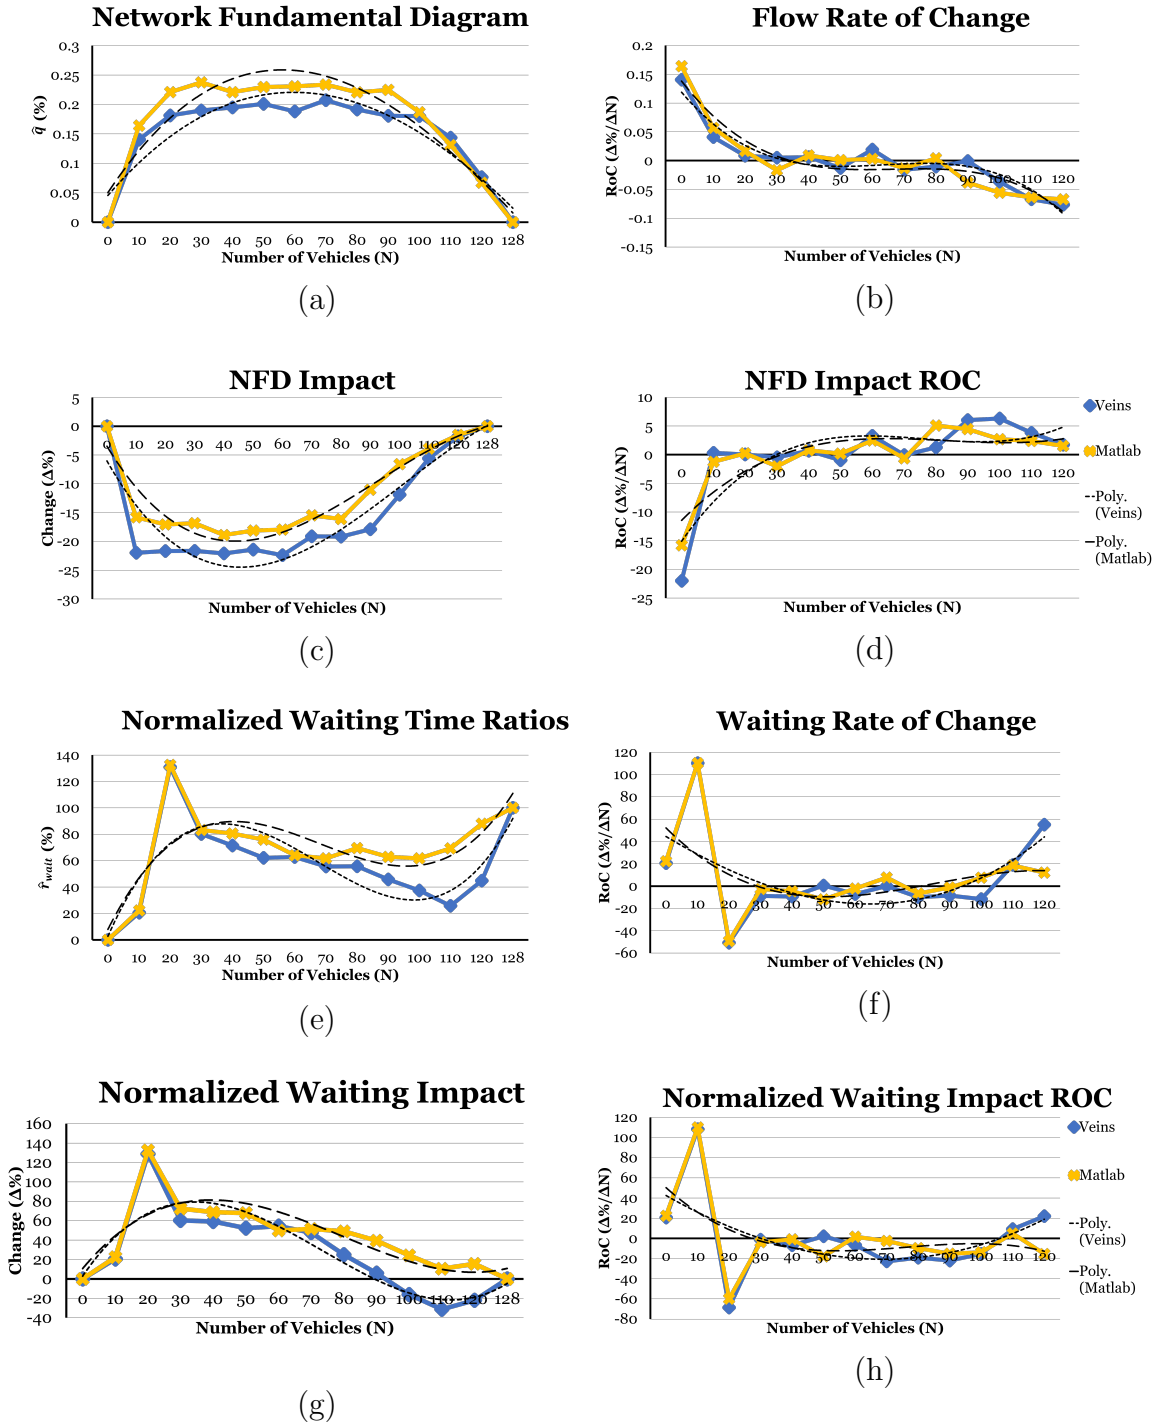 Network Fundamental Diagram
0.3
0.25
0.2
0.15
0.1
0.05
0
q̂ (%)
0 10 20 30 40 50 60 70 80 90 100 110 120 128
Number of Vehicles (N)
(a)
Flow Rate of Change
0.2
0.15
0.1
0.05
0
-0.05
-0.1
-0.15
RoC (Δ%/ΔN)
0 10 20 30 40 50 60 70 80 90 100 110 120
Number of Vehicles (N)
(b)
NFD Impact
5
0
-5
-10
-15
-20
-25
-30
Change (Δ%)
0 10 20 30 40 50 60 70 80 90 100 110 120 128
Number of Vehicles (N)
(c)
NFD Impact ROC
10
5
0
-5
-10
-15
-20
-25
RoC (Δ%/ΔN)
0 10 20 30 40 50 60 70 80 90 100 110 120
Number of Vehicles (N)
Veins
Matlab
Poly.
(Veins)
Poly.
(Matlab)
(d)
Normalized Waiting Time Ratios
140
120
100
80
60
40
20
0
r̂wait (%)
0 10 20 30 40 50 60 70 80 90 100 110 120 128
Number of Vehicles (N)
(e)
Waiting Rate of Change
120
100
80
60
40
20
0
-20
-40
-60
RoC (Δ%/ΔN)
0 10 20 30 40 50 60 70 80 90 100 110 120
Number of Vehicles (N)
(f)
Normalized Waiting Impact
160
140
120
100
80
60
40
20
0
-20
-40
Change (Δ%)
0 10 20 30 40 50 60 70 80 90 100 110 120 128
Number of Vehicles (N)
(g)
Normalized Waiting Impact ROC
120
100
80
60
40
20
0
-20
-40
-60
-80
RoC (Δ%/ΔN)
0 10 20 30 40 50 60 70 80 90 100 110 120
Number of Vehicles (N)
Veins
Matlab
Poly.
(Veins)
Poly.
(Matlab)
(h)